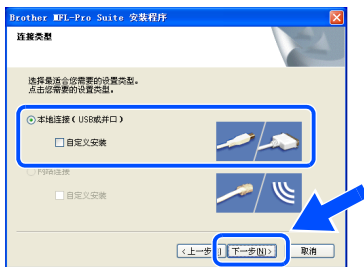 Brother MFL-Pro Suite 安装程序
连接类型
选择最适合您需要的设置类型。
点击您需要的设置类型。
本地连接（USB或并口）
自定义安装
网络连接
自定义安装
<上一步 下一步(N)> 取消